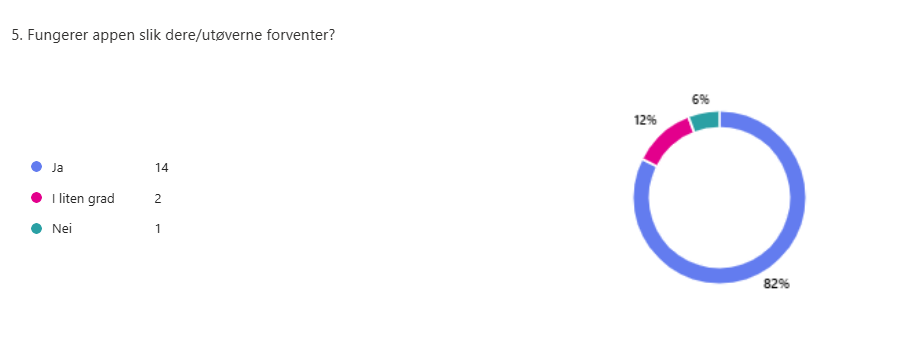 5. Fungerer appen slik dere/utøverne forventer?
Ja 14
I liten grad 2
Nei 1
6%
12%
82%